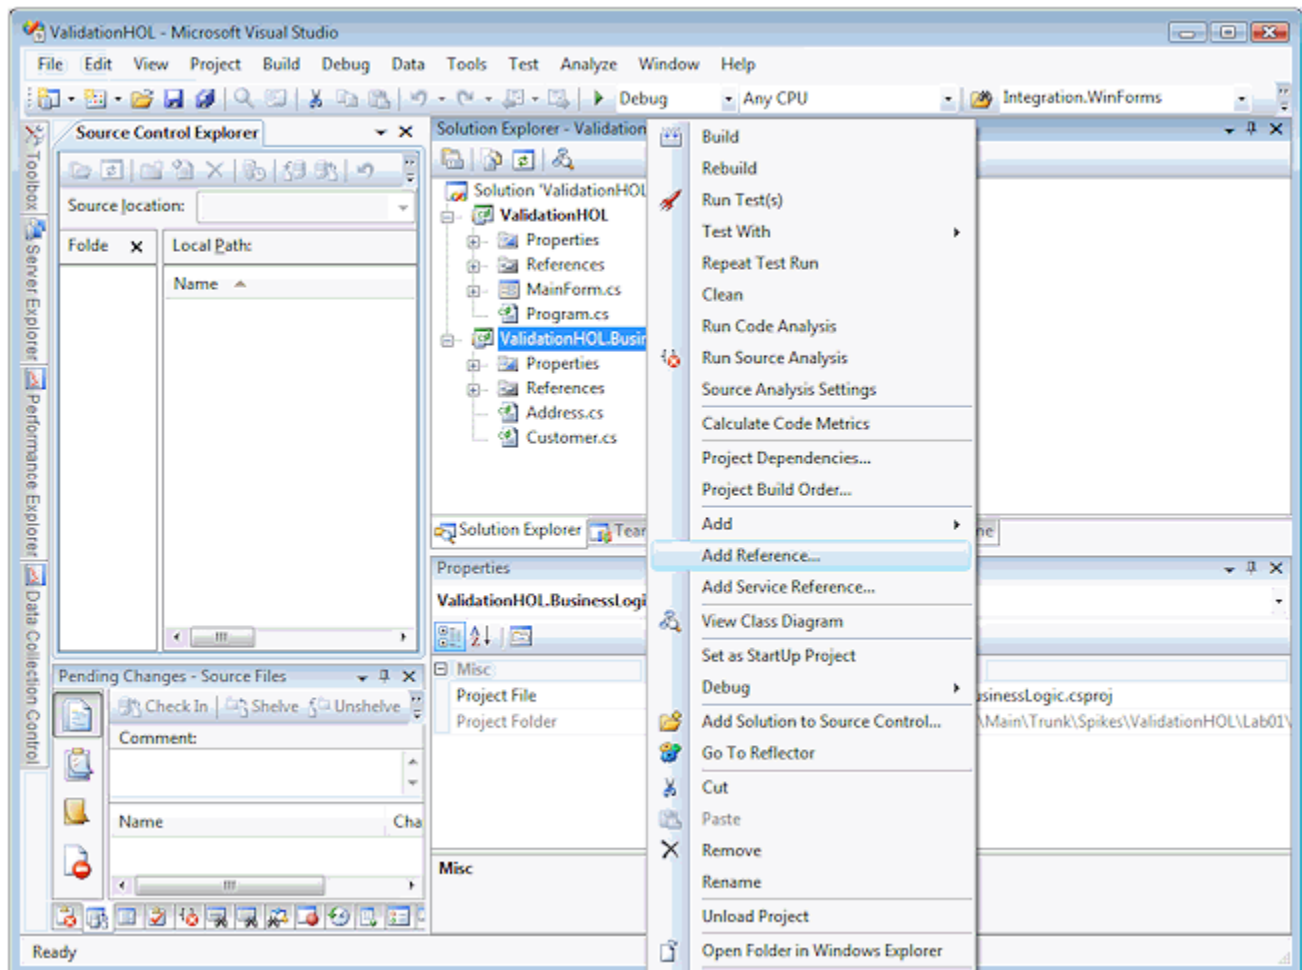 ValidationHOL - Microsoft Visual Studio
File Edit View Project Build Debug Data Tools Test Analyze Window Help
Debug Any CPU Integration.WinForms
Toolbox
Server Explorer
Performance Explorer
Data Collection Control
Source Control Explorer
Source location:
Folde Local Path:
Name
Solution Explorer - Validation
Solution 'ValidationHOL
ValidationHOL
Properties
References
MainForm.cs
Program.cs
ValidationHOL.Busin
Properties
References
Address.cs
Customer.cs
Solution Explorer Tear ne
Properties
ValidationHOL.BusinessLogi
Misc
Project File usinessLogic.csproj
Project Folder \Main\Trunk\Spikes\ValidationHOL\Lab01\
Misc
Build
Rebuild
Run Test(s)
Test With
Repeat Test Run
Clean
Run Code Analysis
Run Source Analysis
Source Analysis Settings
Calculate Code Metrics
Project Dependencies...
Project Build Order...
Add
Add Reference...
Add Service Reference...
View Class Diagram
Set as StartUp Project
Debug
Add Solution to Source Control...
Go To Reflector
Cut
Paste
Remove
Rename
Unload Project
Open Folder in Windows Explorer
Pending Changes - Source Files
Check In Shelve Unshelve
Comment:
Name Cha
Ready